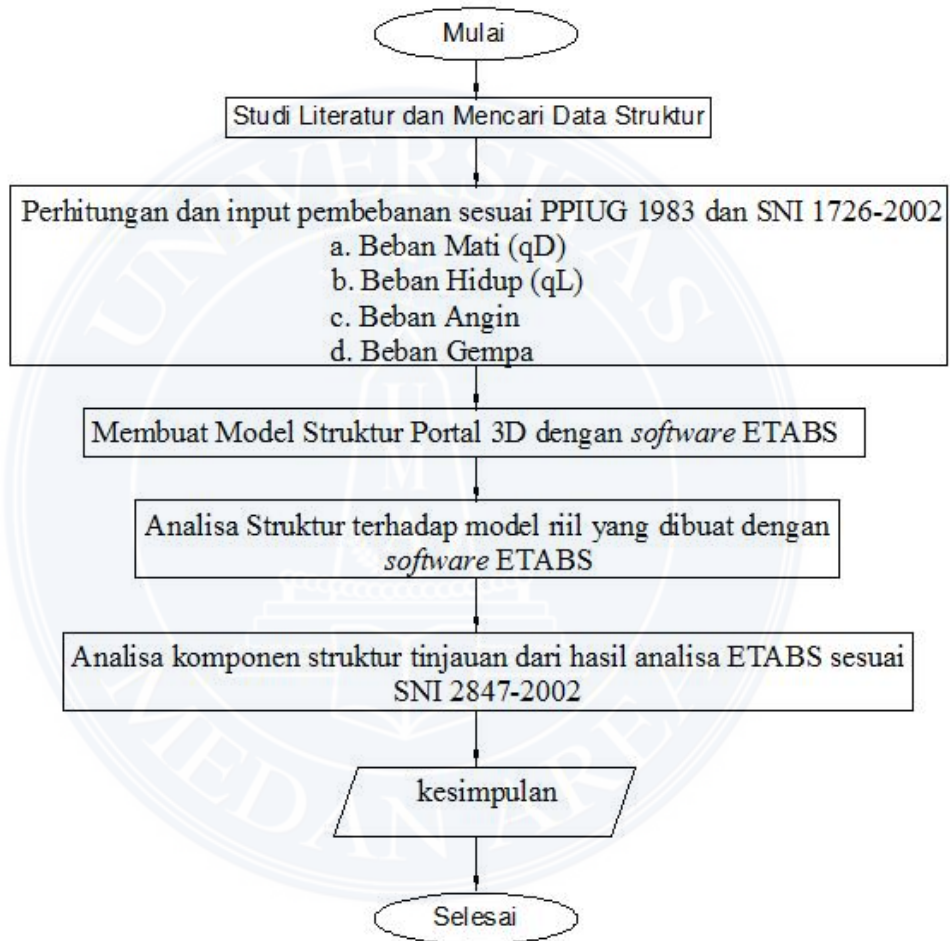 Mulai
Studi Literatur dan Mencari Data Struktur
Perhitungan dan input pembebanan sesuai PPIUG 1983 dan SNI 1726-2002
a. Beban Mati (qD)
b. Beban Hidup (qL)
c. Beban Angin
d. Beban Gempa
Membuat Model Struktur Portal 3D dengan software ETABS
Analisa Struktur terhadap model riil yang dibuat dengan
software ETABS
Analisa komponen struktur tinjauan dari hasil analisa ETABS sesuai
SNI 2847-2002
kesimpulan
Selesai
UNIVERSITAS
MEDAN AREA
U
M